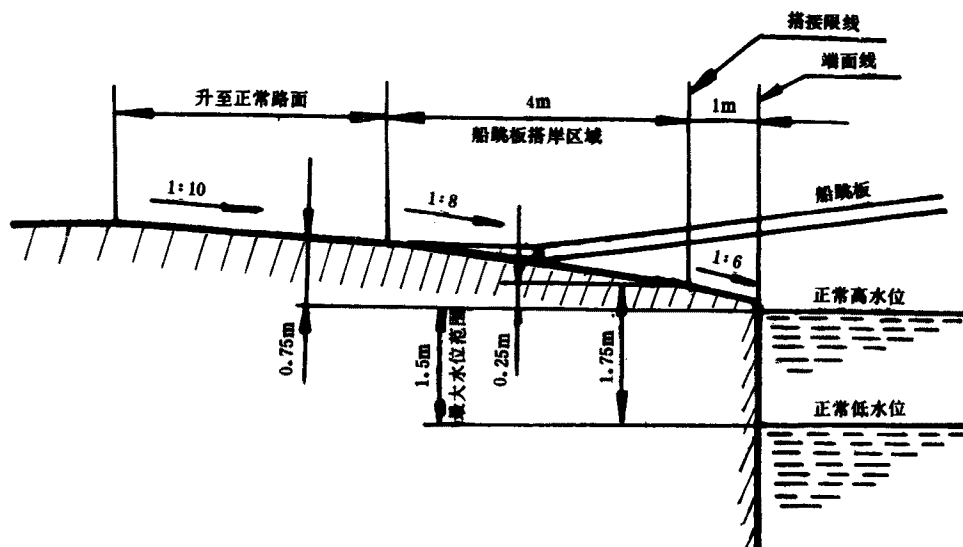 搭接限线
端面线
升至正常路面
4m
1m
船跳板搭岸区域
1:10
1:8
船跳板
1:6
正常高水位
0.75m
1.5m
最大水位范围
0.25m
1.75m
正常低水位